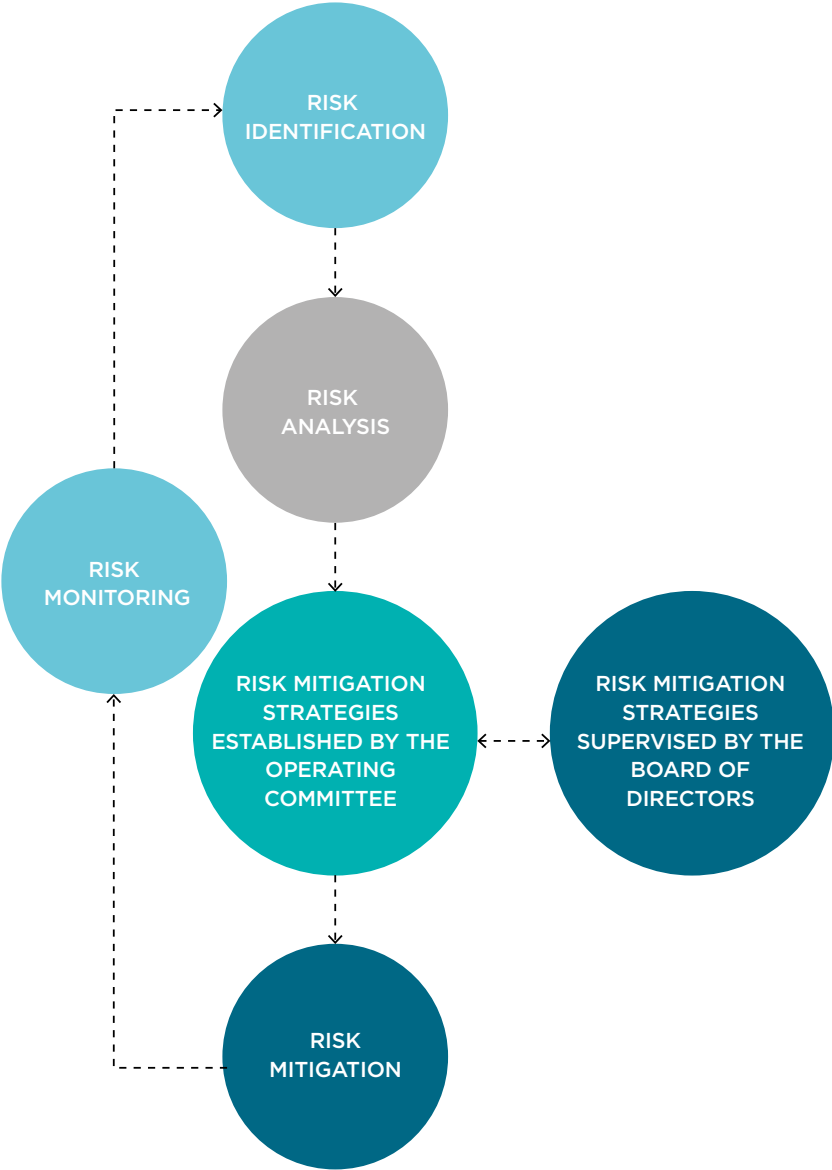 RISK
IDENTIFICATION
RISK
ANALYSIS
RISK
MONITORING
RISK MITIGATION
STRATEGIES
ESTABLISHED BY THE
OPERATING
COMMITTEE
RISK MITIGATION
STRATEGIES
SUPERVISED BY THE
BOARD OF
DIRECTORS
RISK
MITIGATION